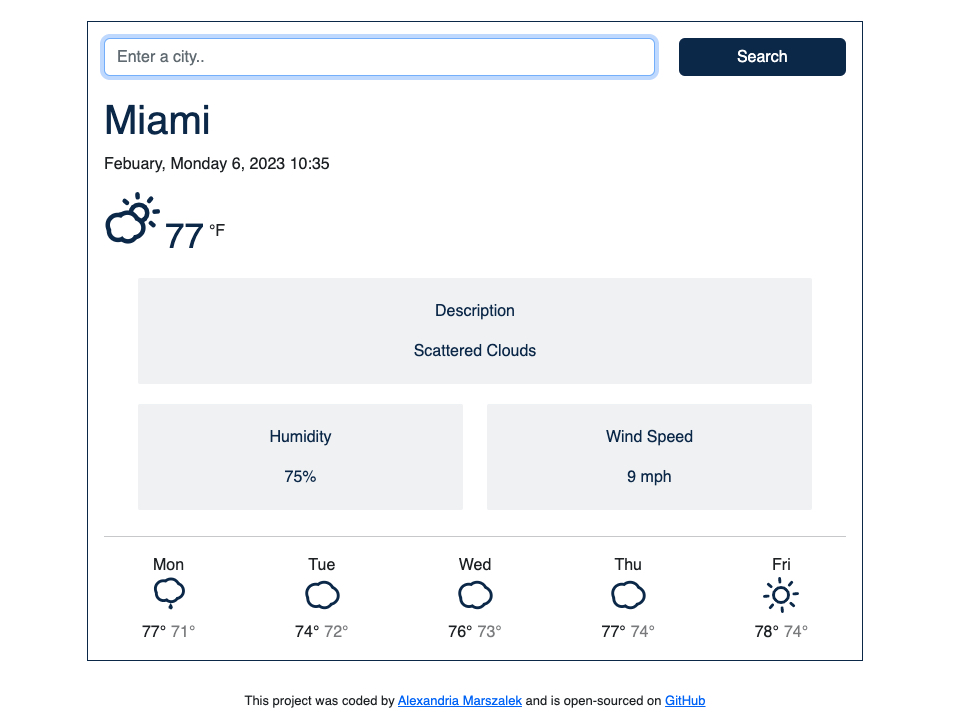 Enter a city..
Search
Miami
Febuary, Monday 6, 2023 10:35
77 °F
Description
Scattered Clouds
Humidity
75%
Wind Speed
9 mph
Mon
77° 71°
Tue
74° 72°
Wed
76° 73°
Thu
77° 74°
Fri
78° 74°
This project was coded by Alexandria Marszalek and is open-sourced on GitHub